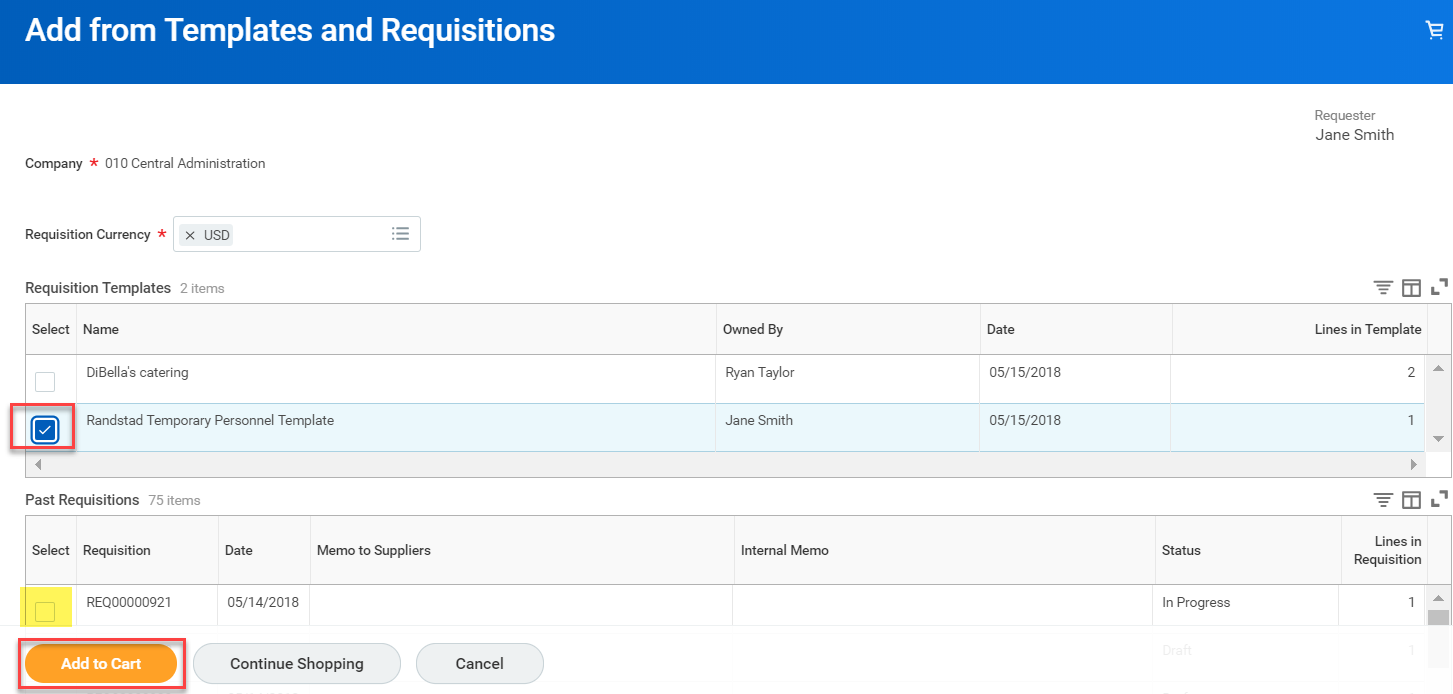 Add from Templates and Requisitions
Requester
Jane Smith
Company * 010 Central Administration
Requisition Currency * × USD
Requisition Templates 2 items
Select Name Owned By Date Lines in Template
DiBella's catering Ryan Taylor 05/15/2018 2
Randstad Temporary Personnel Template Jane Smith 05/15/2018 1
Past Requisitions 75 items
Select Requisition Date Memo to Suppliers Internal Memo Status Lines in
Requisition
REQ00000921 05/14/2018 In Progress 1
Draft 1
Add to Cart Continue Shopping Cancel